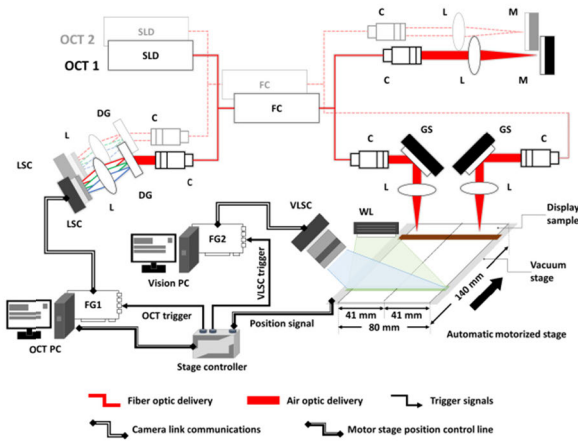 OCT 2
SLD
OCT 1
SLD
L
M
C
L
M
C
FC
FC
C
DG
L
LSC
C
DG
L
LSC
C
GS
GS
C
L
L
VLSC
WL
FG2
Vision PC
VLSC trigger
Display
sample
Vacuum
stage
FG1
OCT trigger
OCT PC
Position signal
Stage controller
41 mm
41 mm
80 mm
140 mm
Automatic motorized stage
Fiber optic delivery
Air optic delivery
Trigger signals
Camera link communications
Motor stage position control line